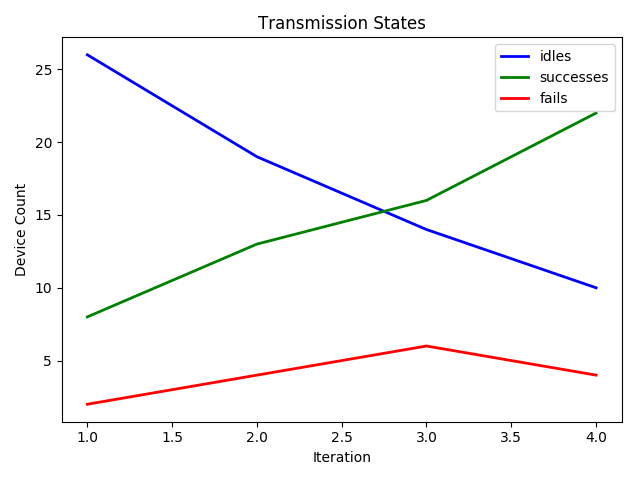 Transmission States
idles
successes
fails
Device Count
25
20
15
10
5
1.0 1.5 2.0 2.5 3.0 3.5 4.0
Iteration